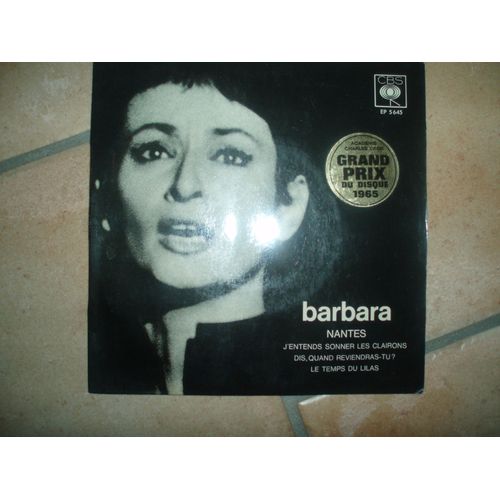 CBS
EP 5645
ACADEMIE
CHARLES CROS
GRAND
PRIX
DU DISQUE
1965
barbara
NANTES
J'ENTENDS SONNER LES CLAIRONS
DIS, QUAND REVIENDRAS-TU?
LE TEMPS DU LILAS